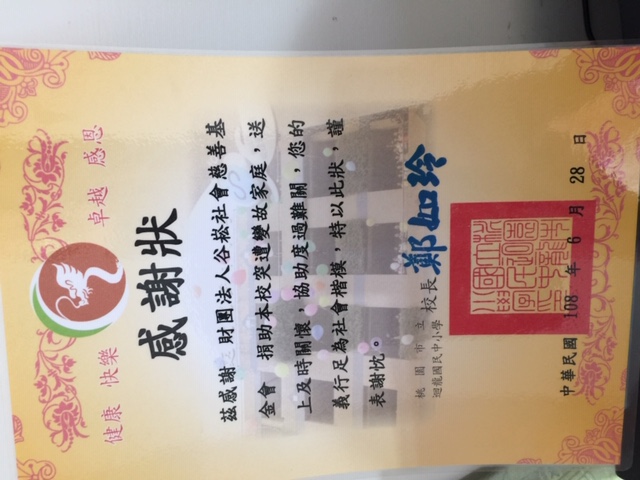 健康 快樂
卓越 感恩
感謝狀
茲感謝 財團法人谷松社會慈善基
金會 捐助本校突遭變故家庭，送
上及時關懷，協助度過難關，您的
義行足為社會楷模，特以此狀，謹
表謝忱。
桃園市立
迴龍國民中小學
校長
鄭如玲
中華民國 108 年 6 月 28 日